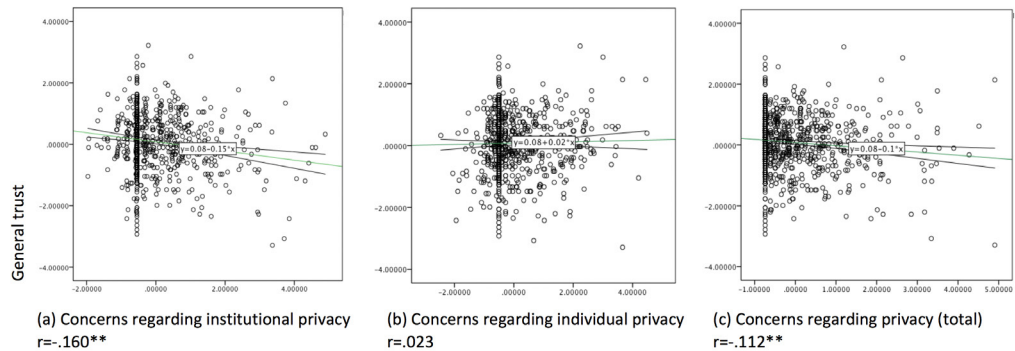 General trust
4.00000
2.00000
.00000
-2.00000
-4.00000
y=0.08-0.15*x
-2.00000 .00000 2.00000 4.00000
(a) Concerns regarding institutional privacy
r=-.160**
4.00000
2.00000
.00000
-2.00000
-4.00000
y=0.08+0.02*x
-2.00000 .00000 2.00000 4.00000
(b) Concerns regarding individual privacy
r=.023
4.00000
2.00000
.00000
-2.00000
-4.00000
y=0.08-0.1*x
-1.00000 .00000 1.00000 2.00000 3.00000 4.00000 5.00000
(c) Concerns regarding privacy (total)
r=-.112**